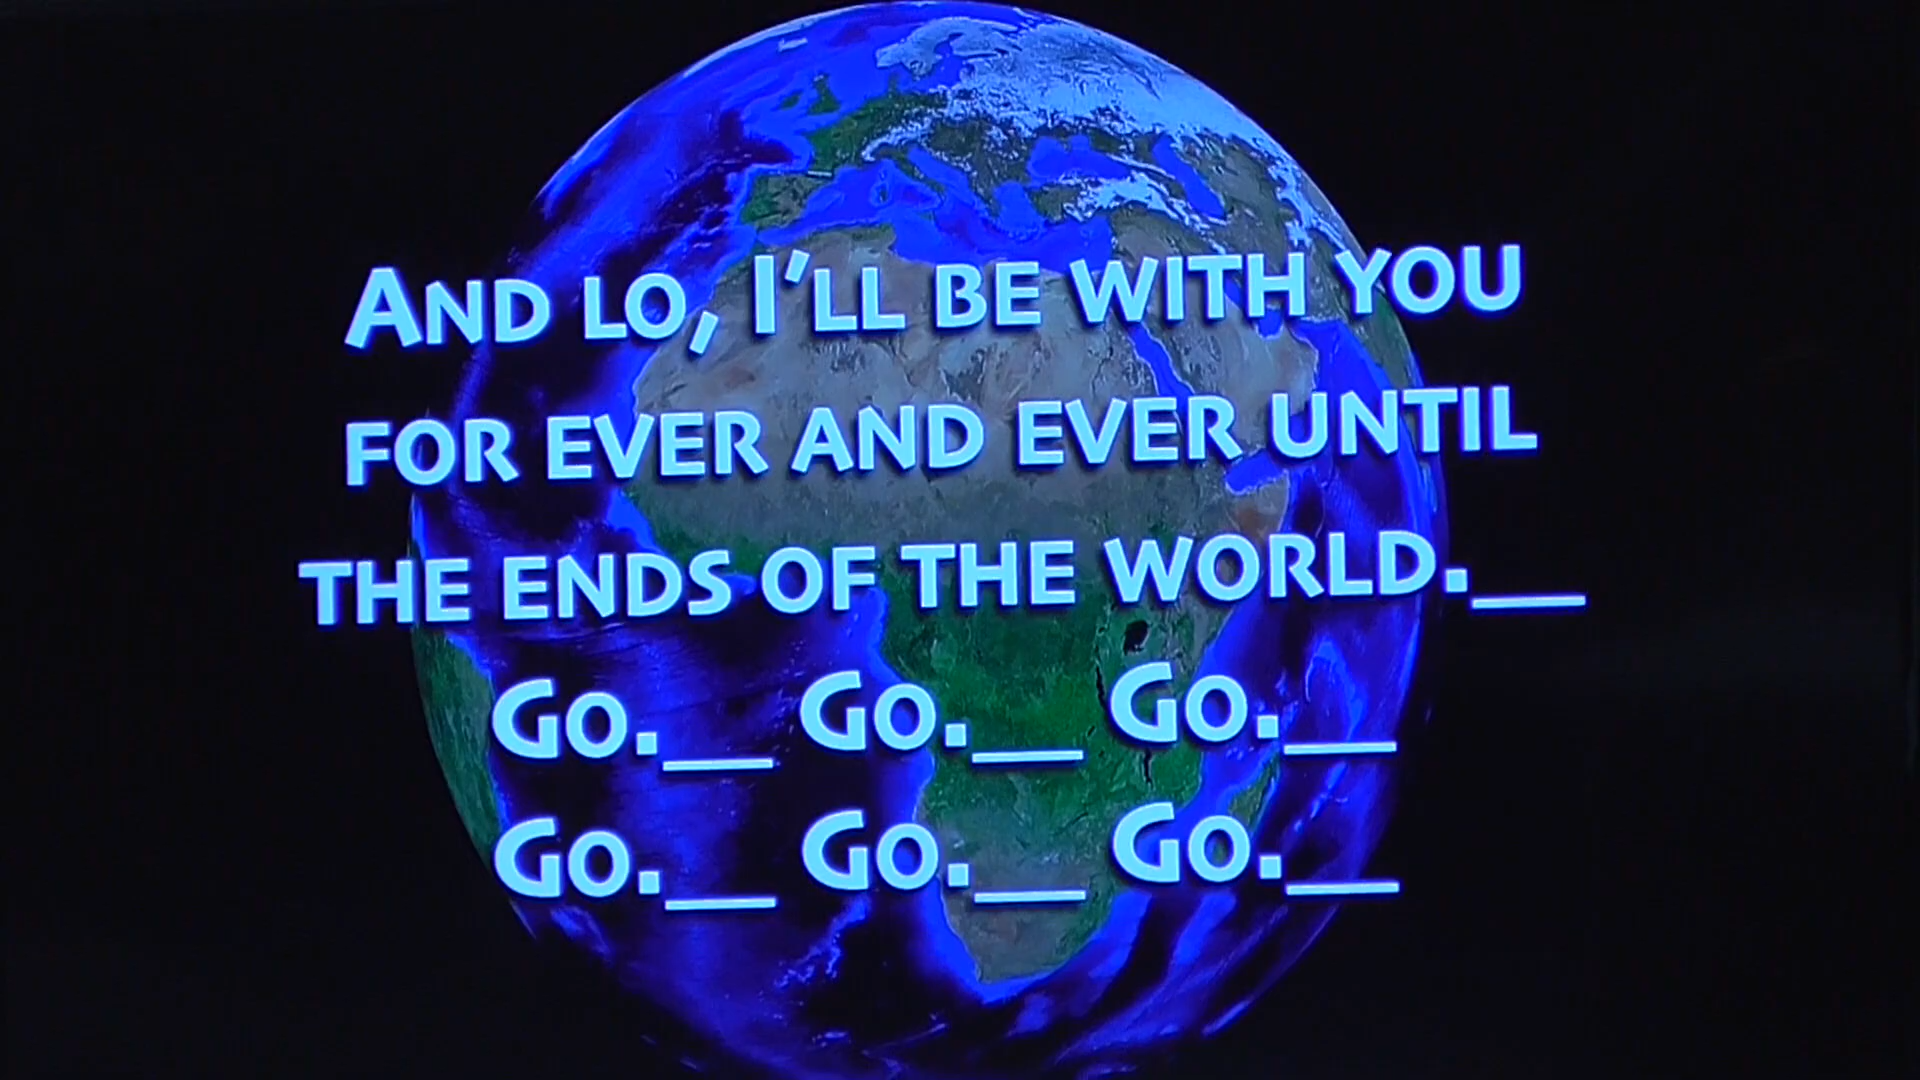 And lo, I’ll be with you
for ever and ever until
the ends of the world.__
Go.__ Go.__ Go.__
Go.__ Go.__ Go.__